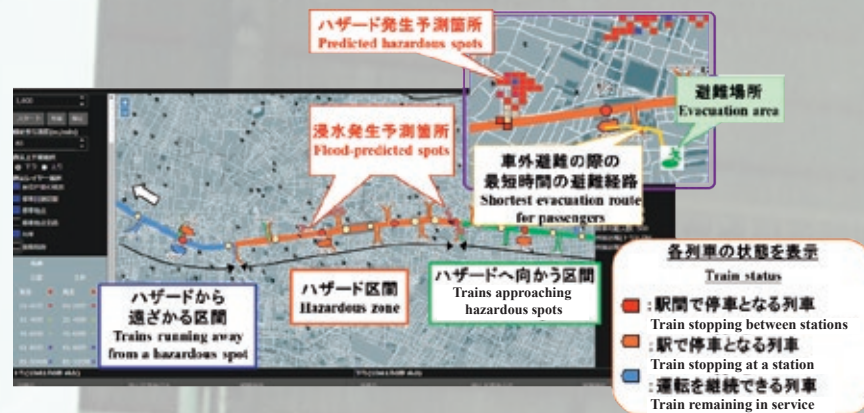 ハザード発生予測箇所
Predicted hazardous spots
避難場所
Evacuation area
浸水発生予測箇所
Flood-predicted spots
車外避難の際の
最短時間の避難経路
Shortest evacuation route
for passengers
ハザードから
遠ざかる区間
Trains running away
from a hazardous spot
ハザード区間
Hazardous zone
ハザードへ向かう区間
Trains approaching
hazardous spots
各列車の状態を表示
Train status
:駅間で停車となる列車
Train stopping between stations
:駅で停車となる列車
Train stopping at a station
:運転を継続できる列車
Train remaining in service